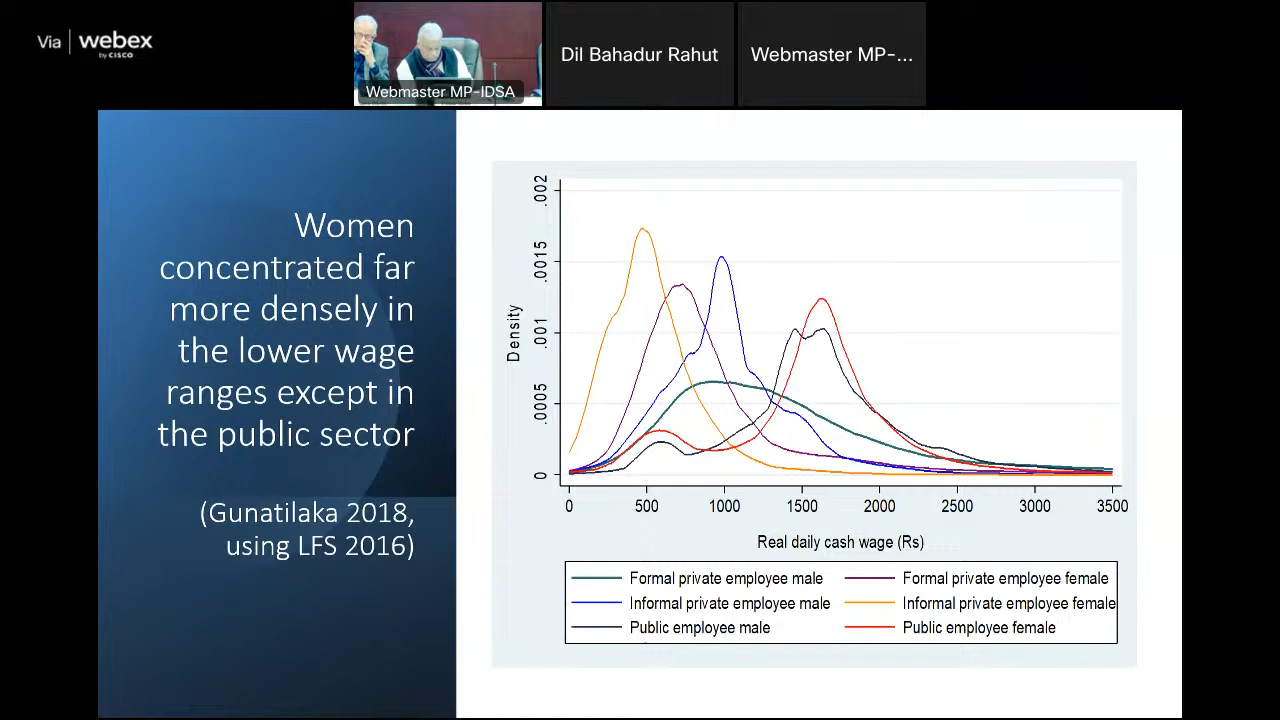 Via | webex
by CISCO
Webmaster MP-IDSA
Dil Bahadur Rahut
Webmaster MP-...
Women
concentrated far
more densely in
the lower wage
ranges except in
the public sector
(Gunatilaka 2018,
using LFS 2016)
Density
.002
.0015
.001
.0005
0
0 500 1000 1500 2000 2500 3000 3500
Real daily cash wage (Rs)
Formal private employee male
Formal private employee female
Informal private employee male
Informal private employee female
Public employee male
Public employee female